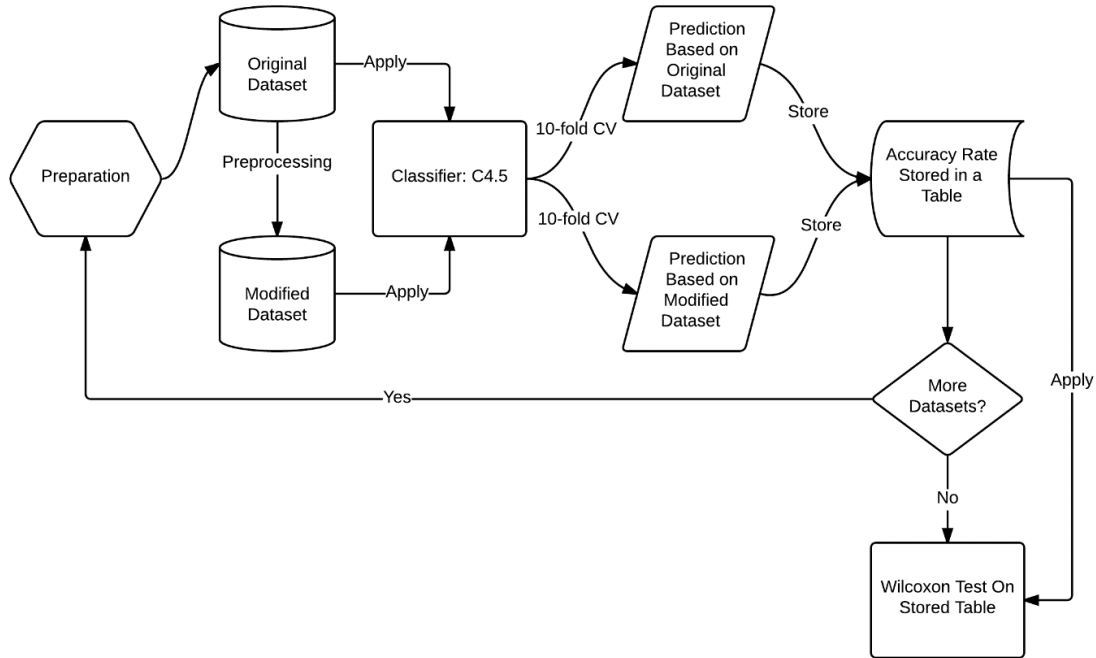 Preparation
Original
Dataset
Apply
Preprocessing
Modified
Dataset
Apply
Classifier: C4.5
10-fold CV
10-fold CV
Prediction
Based on
Original
Dataset
Prediction
Based on
Modified
Dataset
Store
Store
Accuracy Rate
Stored in a
Table
More
Datasets?
Yes
No
Apply
Wilcoxon Test On
Stored Table